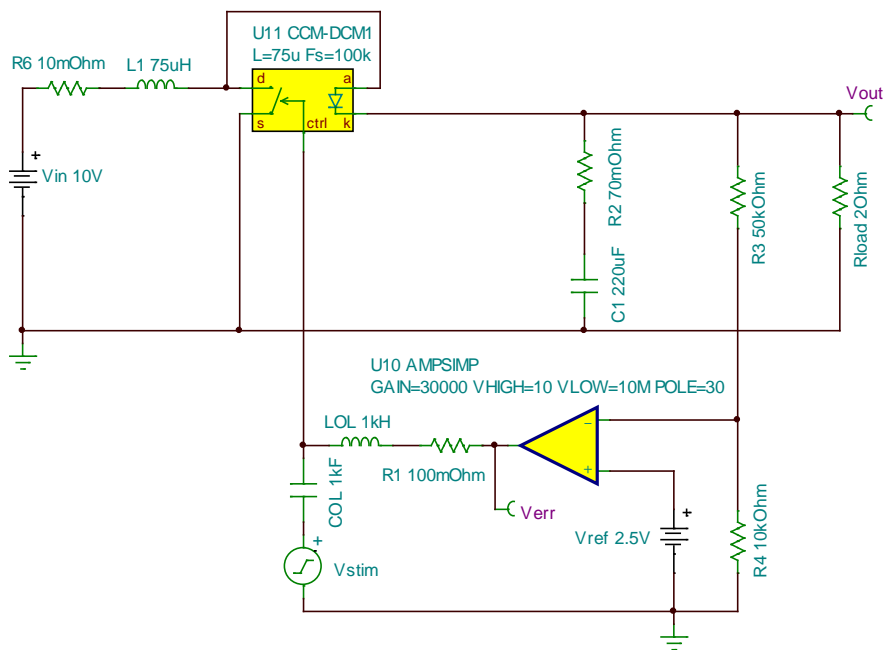 U11 CCM-DCM1
L=75u Fs=100k
R6 10mOhm
L1 75uH
d
a
s
ctrl
k
Vout
+
Vin 10V
R2 70mOhm
R3 50kOhm
Rload 2Ohm
C1 220uF
U10 AMPSIMP
GAIN=30000 VHIGH=10 VLOW=10M POLE=30
LOL 1kH
R1 100mOhm
-
+
COL 1kF
Verr
+
Vstim
Vref 2.5V
+
R4 10kOhm